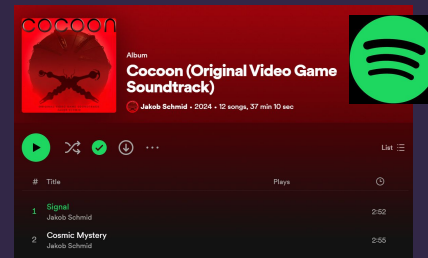 COCOON
Album
Cocoon (Original Video Game
Soundtrack)
Jakob Schmid • 2024 • 12 songs, 37 min 10 sec
List
# Title Plays
1 Signal 2:52
Jakob Schmid
2 Cosmic Mystery 2:55
Jakob Schmid